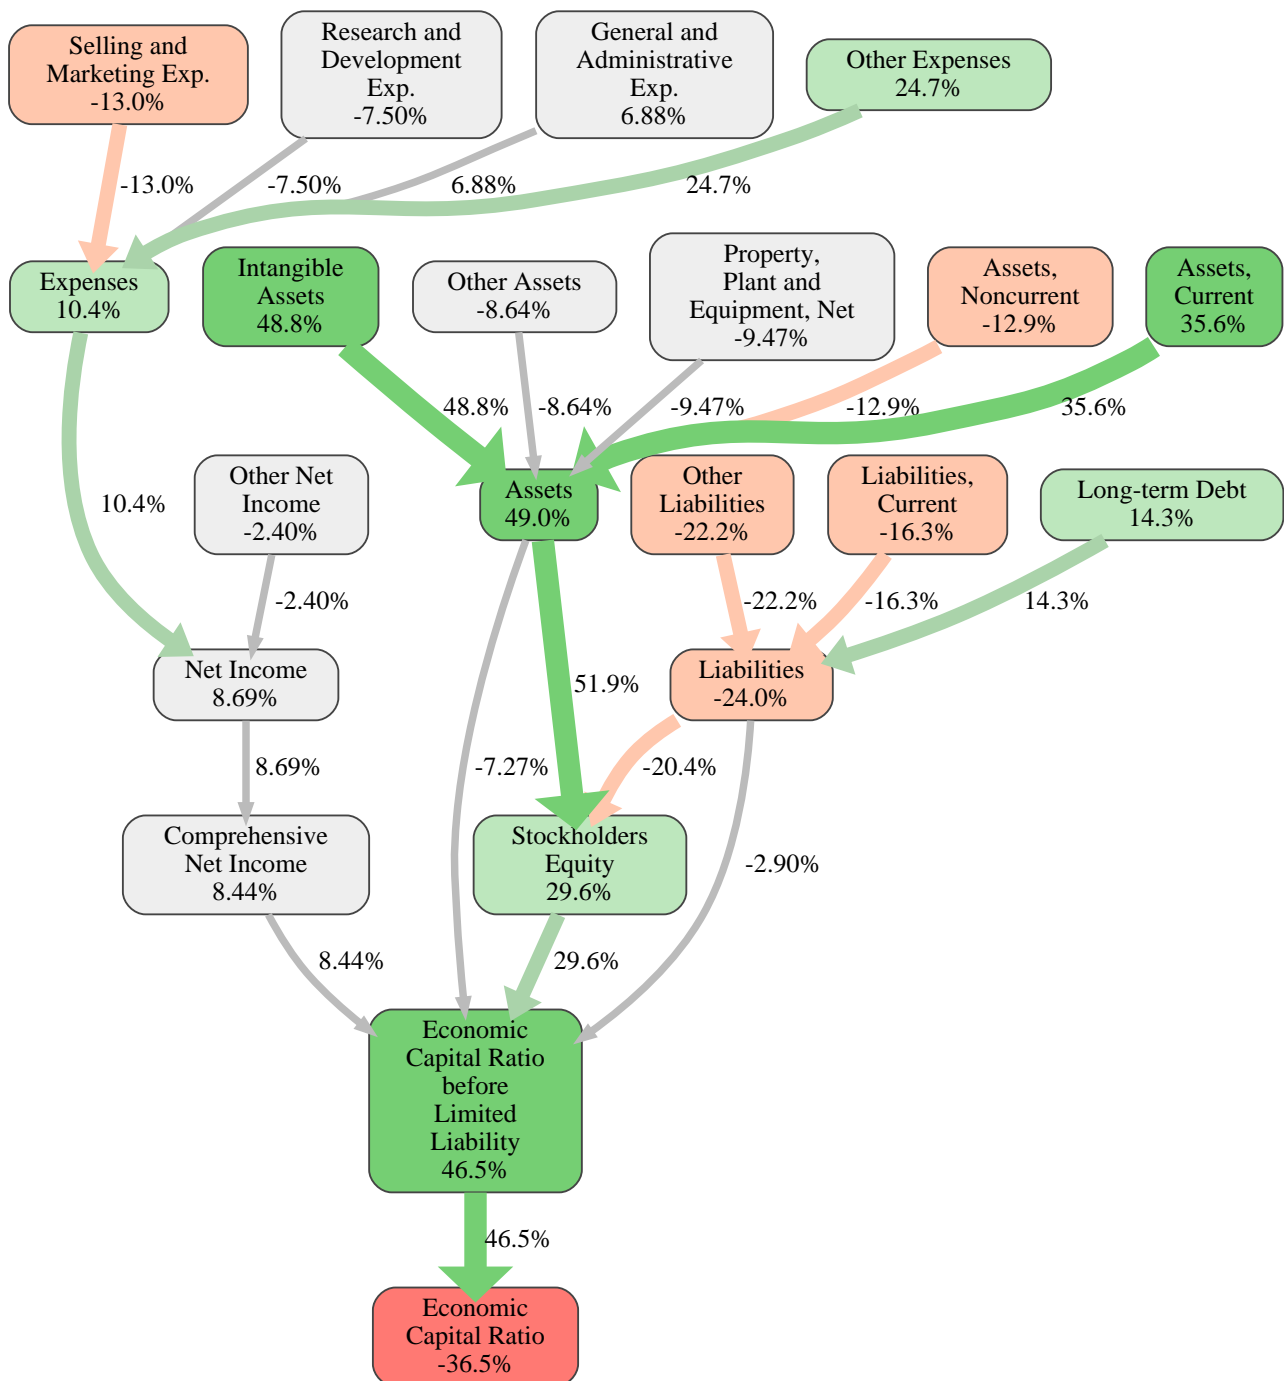 Selling and
Marketing Exp.
-13.0%
Research and
Development
Exp.
-7.50%
General and
Administrative
Exp.
6.88%
Other Expenses
24.7%
-13.0%
-7.50%
6.88%
24.7%
Expenses
10.4%
Intangible
Assets
48.8%
Other Assets
-8.64%
Property,
Plant and
Equipment, Net
-9.47%
Assets,
Noncurrent
-12.9%
Assets,
Current
35.6%
48.8%
-8.64%
-9.47%
-12.9%
35.6%
10.4%
Other Net
Income
-2.40%
Assets
49.0%
Other
Liabilities
-22.2%
Liabilities,
Current
-16.3%
Long-term Debt
14.3%
-2.40%
-22.2%
-16.3%
14.3%
Net Income
8.69%
51.9%
Liabilities
-24.0%
8.69%
-7.27%
-20.4%
Comprehensive
Net Income
8.44%
Stockholders
Equity
29.6%
-2.90%
8.44%
29.6%
Economic
Capital Ratio
before
Limited
Liability
46.5%
46.5%
Economic
Capital Ratio
-36.5%